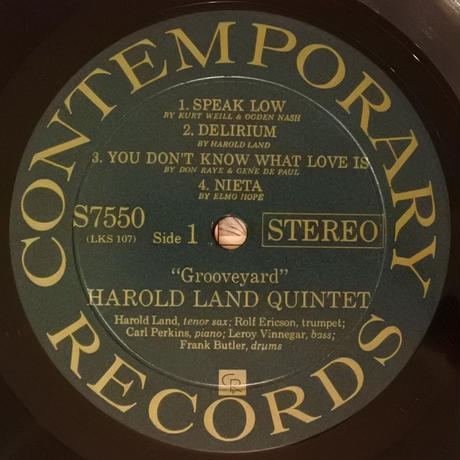 CONTEMPORARY
1. SPEAK LOW
BY KURT WEILL & OGDEN NASH
2. DELIRIUM
BY HAROLD LAND
3. YOU DON'T KNOW WHAT LOVE IS
BY DON RAYE & GENE DE PAUL
4. NIETA
BY ELMO HOPE
S7550
(LKS 107) Side 1 STEREO
"Grooveyard"
HAROLD LAND QUINTET
Harold Land, tenor sax; Rolf Ericson, trumpet;
Carl Perkins, piano; Leroy Vinnegar, bass;
Frank Butler, drums
CR
RECORDS